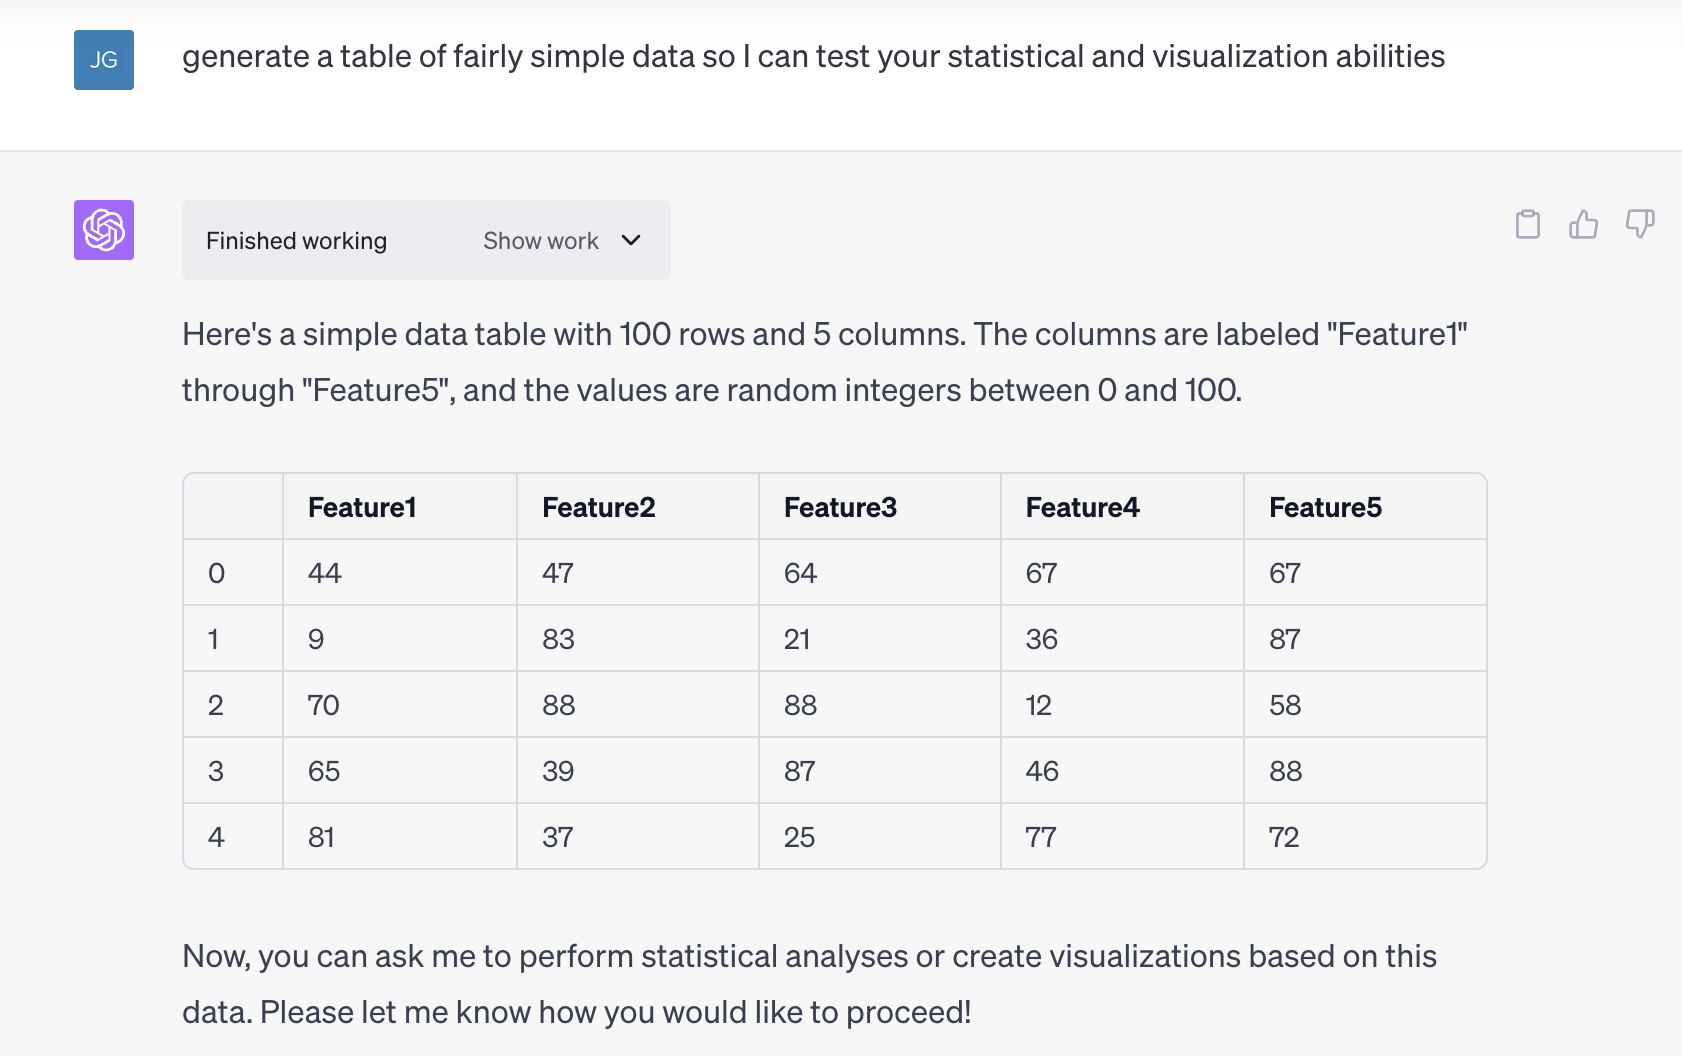 JG
generate a table of fairly simple data so I can test your statistical and visualization abilities
Finished working Show work
Here's a simple data table with 100 rows and 5 columns. The columns are labeled "Feature1"
through "Feature5", and the values are random integers between 0 and 100.
Feature1 Feature2 Feature3 Feature4 Feature5
0 44 47 64 67 67
1 9 83 21 36 87
2 70 88 88 12 58
3 65 39 87 46 88
4 81 37 25 77 72
Now, you can ask me to perform statistical analyses or create visualizations based on this
data. Please let me know how you would like to proceed!